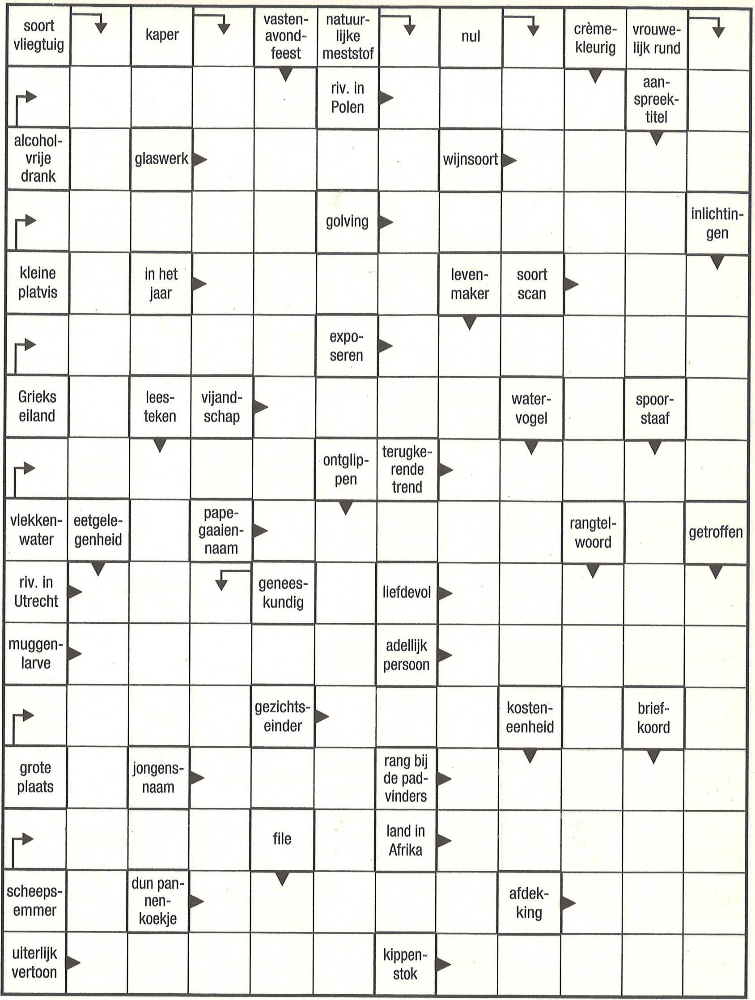 soort
vliegtuig
kaper
vasten-
avond-
feest
natuur-
lijke
meststof
nul
crème-
kleurig
vrouwe-
lijk rund
riv. in
Polen
aan-
spreek-
titel
alcohol-
vrije
drank
glaswerk
wijnsoort
golving
inlichtin-
gen
kleine
platvis
in het
jaar
leven-
maker
soort
scan
expo-
seren
Grieks
eiland
lees-
teken
vijand-
schap
water-
vogel
spoor-
staaf
ontglip-
pen
terugke-
rende
trend
vlekken-
water
eetgele-
genheid
pape-
gaaien-
naam
rangtel-
woord
getroffen
riv. in
Utrecht
genees-
kundig
liefdevol
muggen-
larve
adellijk
persoon
gezichts-
einder
kosten-
eenheid
brief-
koord
grote
plaats
jongens-
naam
rang bij
de pad-
vinders
file
land in
Afrika
scheeps-
emmer
dun pan-
nen-
koekje
afdek-
king
uiterlijk
vertoon
kippen-
stok